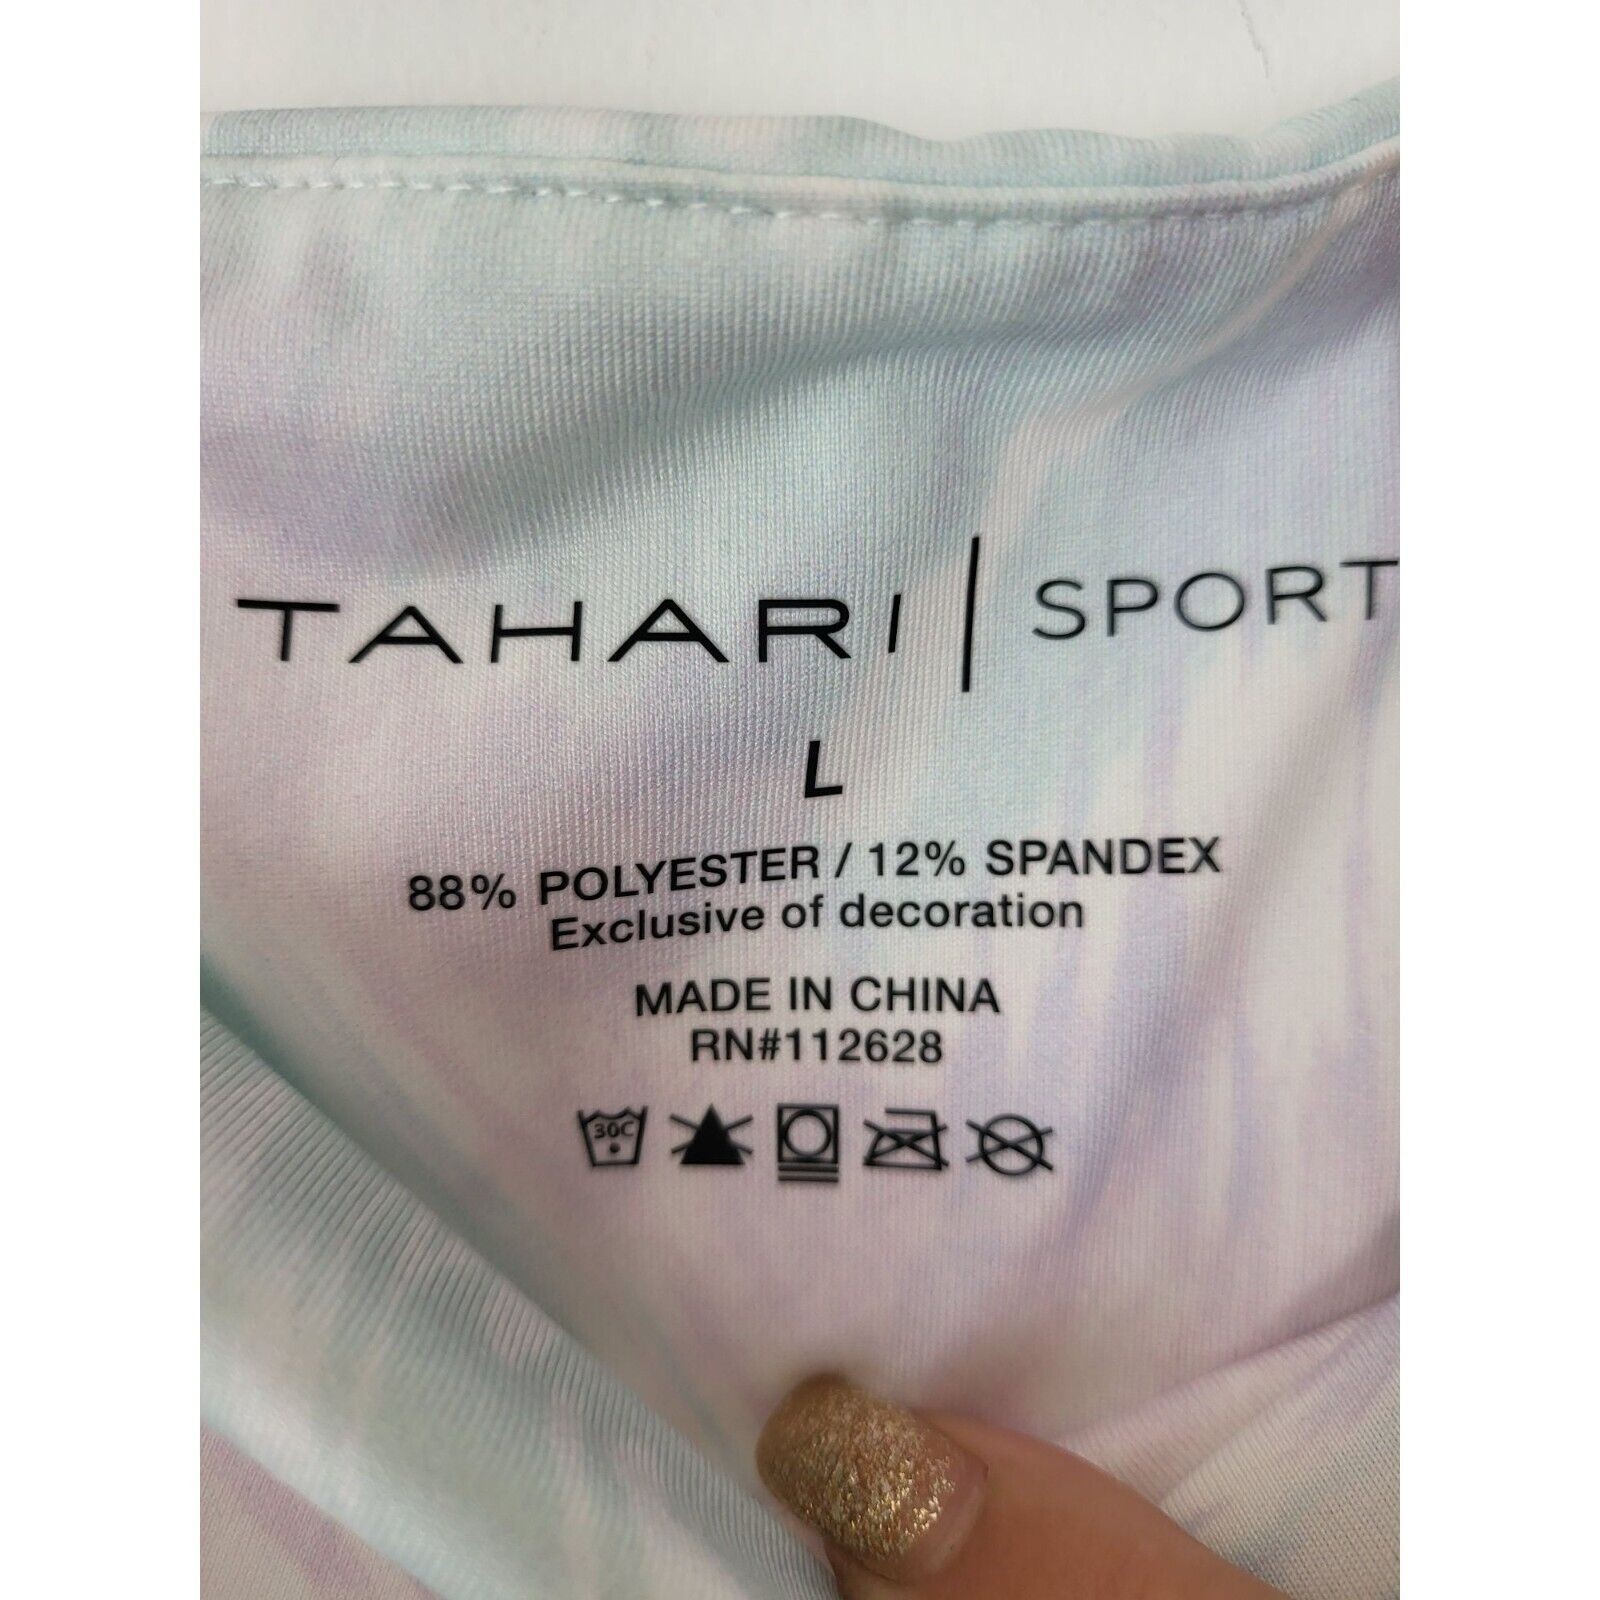 TAHARI | SPORT
L
88% POLYESTER / 12% SPANDEX
Exclusive of decoration
MADE IN CHINA
RN#112628
30C